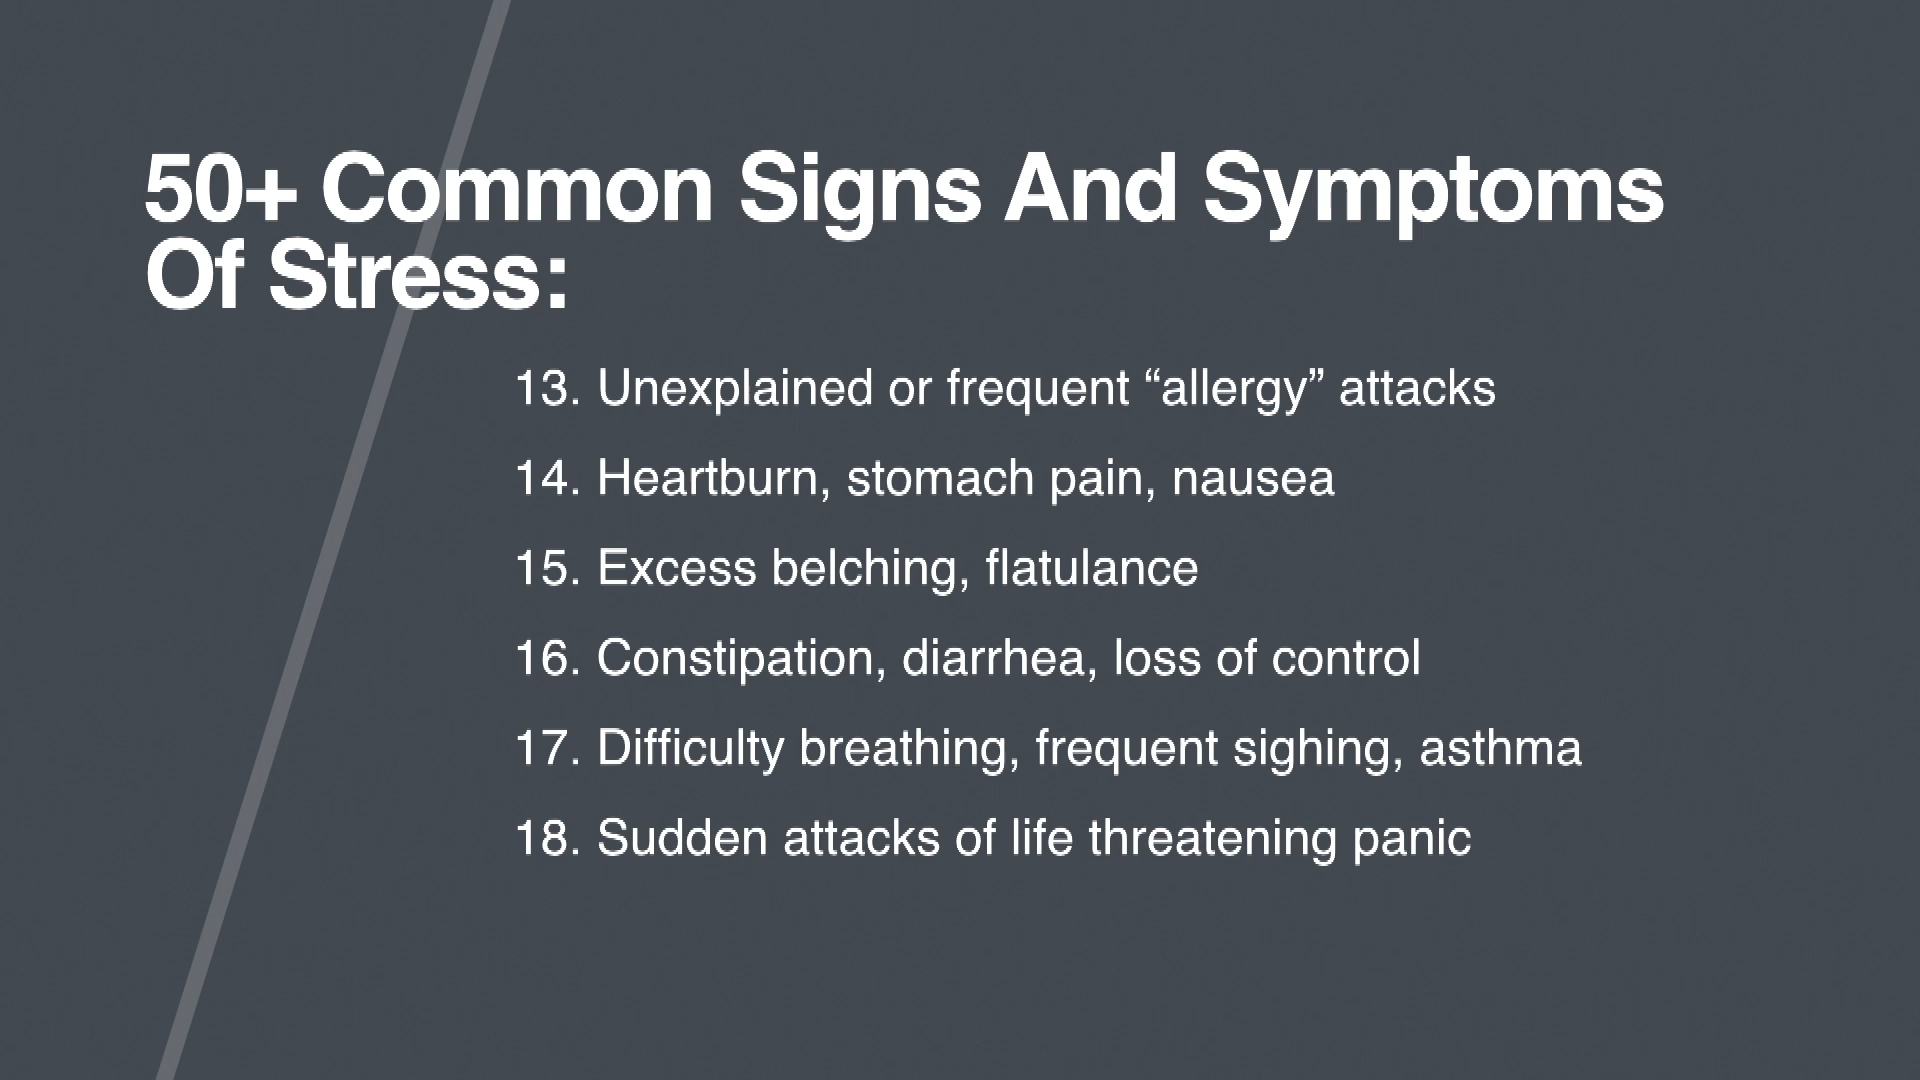 50+ Common Signs And Symptoms
Of Stress:
13. Unexplained or frequent “allergy” attacks
14. Heartburn, stomach pain, nausea
15. Excess belching, flatulance
16. Constipation, diarrhea, loss of control
17. Difficulty breathing, frequent sighing, asthma
18. Sudden attacks of life threatening panic